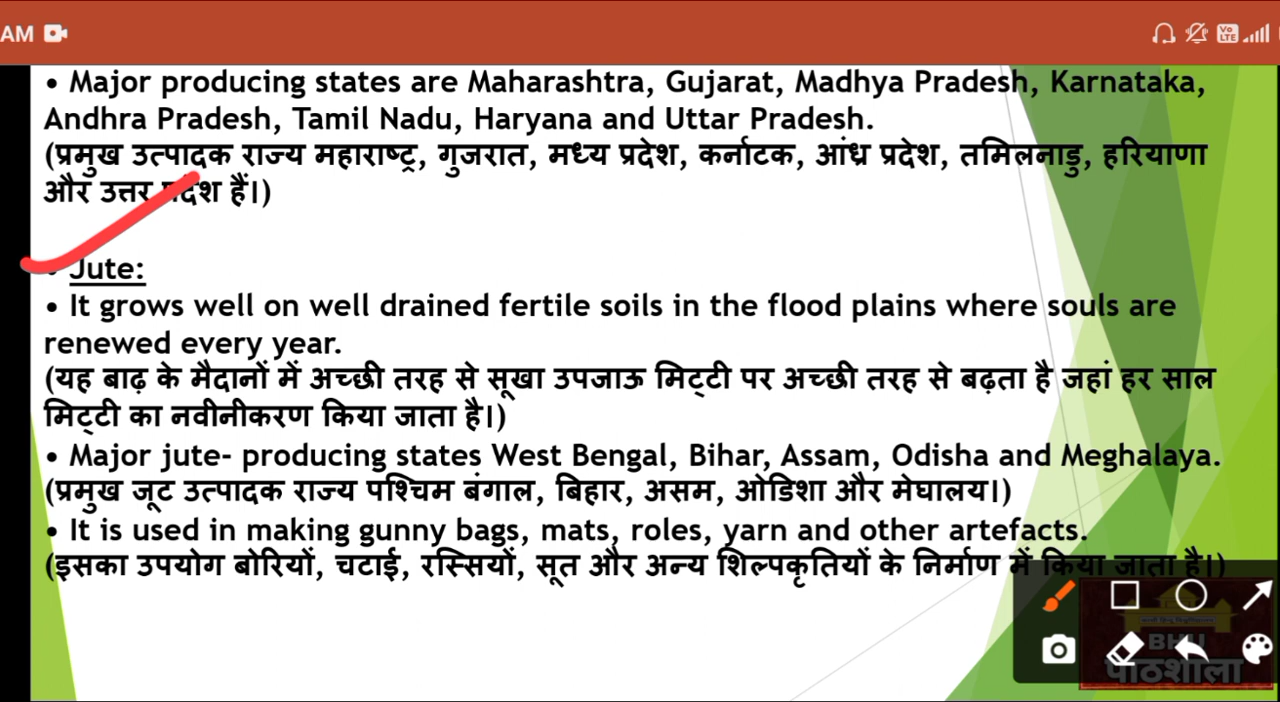 AM
Vo
LTE
• Major producing states are Maharashtra, Gujarat, Madhya Pradesh, Karnataka,
Andhra Pradesh, Tamil Nadu, Haryana and Uttar Pradesh.
(प्रमुख उत्पादक राज्य महाराष्ट्र, गुजरात, मध्य प्रदेश, कर्नाटक, आंध्र प्रदेश, तमिलनाडु, हरियाणा
और उत्तर प्रदेश हैं।)
• Jute:
• It grows well on well drained fertile soils in the flood plains where souls are
renewed every year.
(यह बाढ़ के मैदानों में अच्छी तरह से सूखा उपजाऊ मिट्टी पर अच्छी तरह से बढ़ता है जहां हर साल
मिट्टी का नवीनीकरण किया जाता है।)
• Major jute- producing states West Bengal, Bihar, Assam, Odisha and Meghalaya.
(प्रमुख जूट उत्पादक राज्य पश्चिम बंगाल, बिहार, असम, ओडिशा और मेघालय।)
• It is used in making gunny bags, mats, roles, yarn and other artefacts.
(इसका उपयोग बोरियों, चटाई, रस्सियों, सूत और अन्य शिल्पकृतियों के निर्माण में किया जाता है।)
BHU
पाठशाला